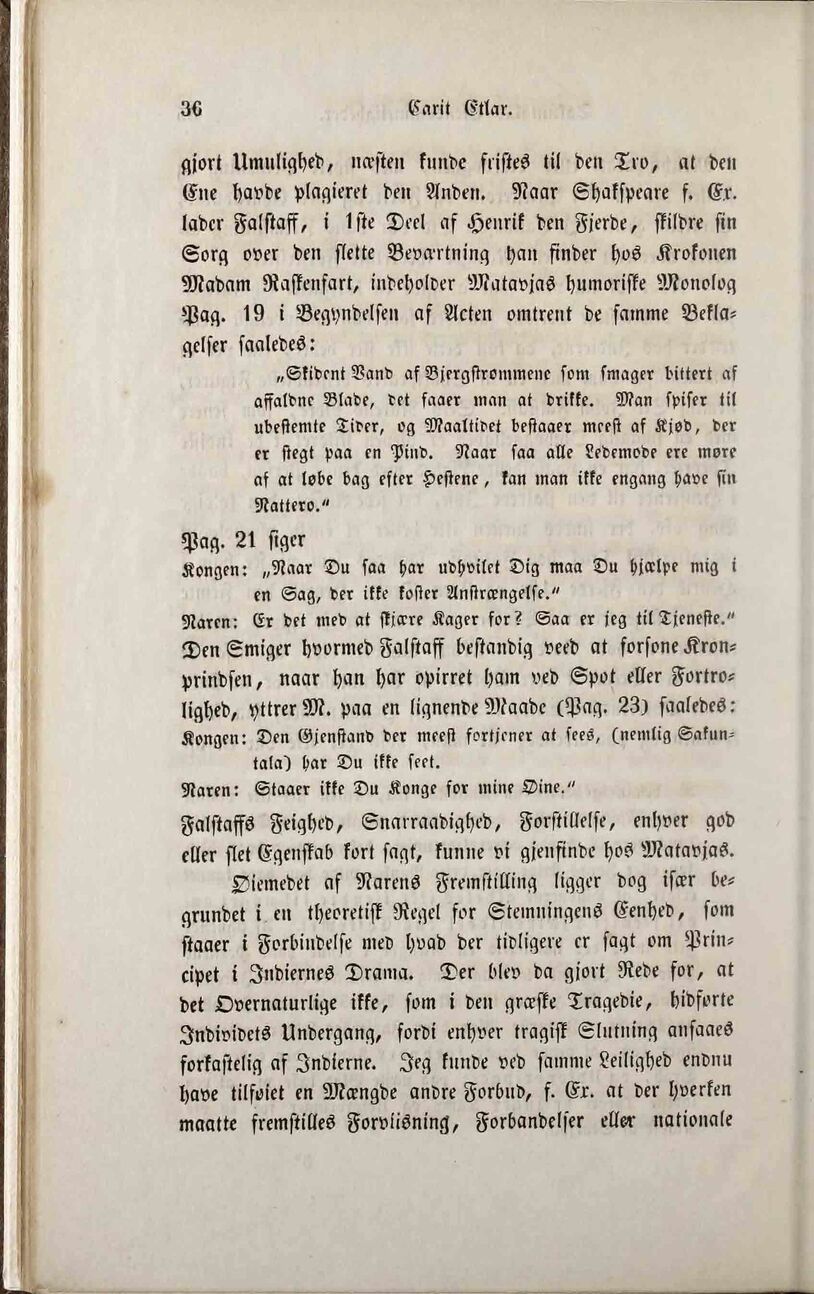 36 Carit Etlar.
gjort Umulighed, næsten kunde fristes til den Tro, at den
Ene havde plagieret den Anden. Naar Shakspeare f. Ex.
lader Falstaff, i 1ste Deel af Henrik den Fjerde, skildre sin
Sorg over den slette Beværtning han finder hos Krokonen
Madam Raskenfart, indeholder Matavjas humoriske Monolog
Pag. 19 i Begyndelsen af Acten omtrent de samme Bekla⸗
gelser saaledes:
„Skident Vand af Bjergstrømmene som smager bittert af
affaldne Blade, det faaer man at drikke. Man spiser til
ubestemte Tider, og Maaltidet bestaaer meest af Kjød, der
er stegt paa en Pind. Naar saa alle Ledemode ere møre
af at løbe bag efter Hestene, kan man ikke engang have sin
Nattero."
Pag. 21 siger
Kongen: „Naar Du saa har udhvilet Dig maa Du hjælpe mig i
en Sag, der ikke koster Anstrængelse."
Naren: Er det med at skjære Kager for? Saa er jeg til Tjeneste."
Den Smiger hvormed Falstaff bestandig veed at forsone Kron⸗
prindsen, naar han har opirret ham ved Spot eller Fortro⸗
lighed, yttrer M. paa en lignende Maade (Pag. 23) saaledes:
Kongen: Den Gjenstand der meest fortjener at sees, (nemlig Sakun⸗
tala) har Du ikke seet.
Naren: Staaer ikke Du Konge for mine Øine."
Falstaffs Feighed, Snarraadighed, Forstillelse, enhver god
eller slet Egenskab kort sagt, kunne vi gjenfinde hos Matavjas.
Øiemedet af Narens Fremstilling ligger dog især be⸗
grundet i en theoretisk Regel for Stemningens Eenhed, som
staaer i Forbindelse med hvad der tidligere er sagt om Prin⸗
cipet i Indiernes Drama. Der blev da gjort Rede for, at
det Overnaturlige ikke, som i den græske Tragedie, hidførte
Individets Undergang, fordi enhver tragisk Slutning ansaaes
forkastelig af Indierne. Jeg kunde ved samme Leilighed endnu
have tilføiet en Mængde andre Forbud, f. Ex. at der hverken
maatte fremstilles Forviisning, Forbandelser eller nationale